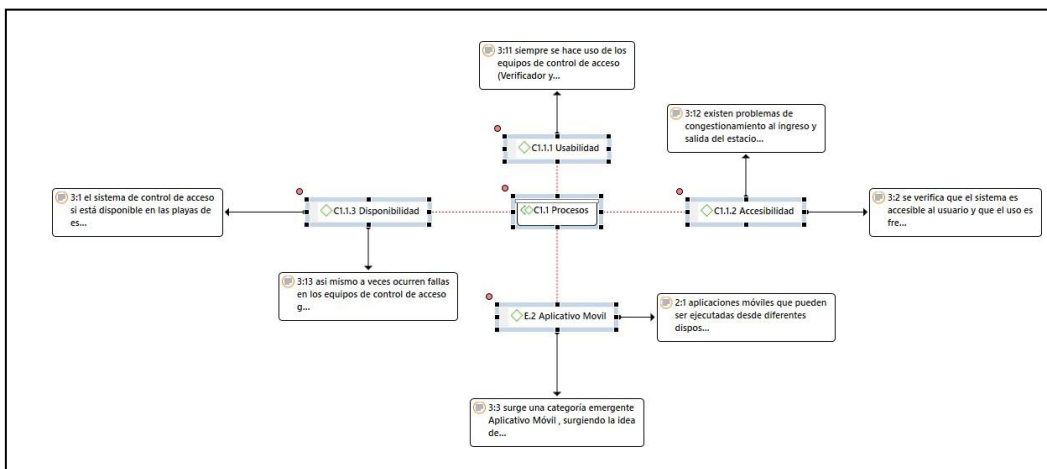 3:11 siempre se hace uso de los
equipos de control de acceso
(Verificador y...
3:12 existen problemas de
congestionamiento al ingreso y
salida del estacio...
C1.1.1 Usabilidad
3:1 el sistema de control de acceso
si está disponible en las playas de
es...
C1.1.3 Disponibilidad
C1.1 Procesos
C1.1.2 Accesibilidad
3:2 se verifica que el sistema es
accesible al usuario y que el uso es
fre...
3:13 asi mismo a veces ocurren fallas
en los equipos de control de acceso
g...
E.2 Aplicativo Movil
2:1 aplicaciones móviles que pueden
ser ejecutadas desde diferentes
dispos...
3:3 surge una categoría emergente
Aplicativo Móvil , surgiendo la idea
de...